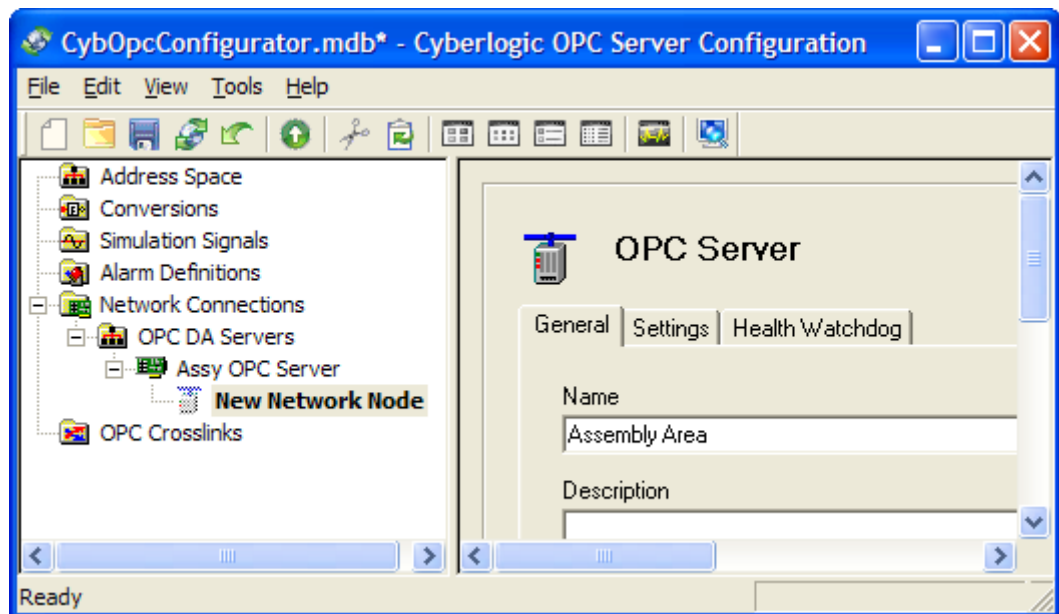 CybOpcConfigurator.mdb* - Cyberlogic OPC Server Configuration
File Edit View Tools Help
Address Space
Conversions
Simulation Signals
Alarm Definitions
Network Connections
OPC DA Servers
Assy OPC Server
New Network Node
OPC Crosslinks
OPC Server
General Settings Health Watchdog
Name
Assembly Area
Description
Ready